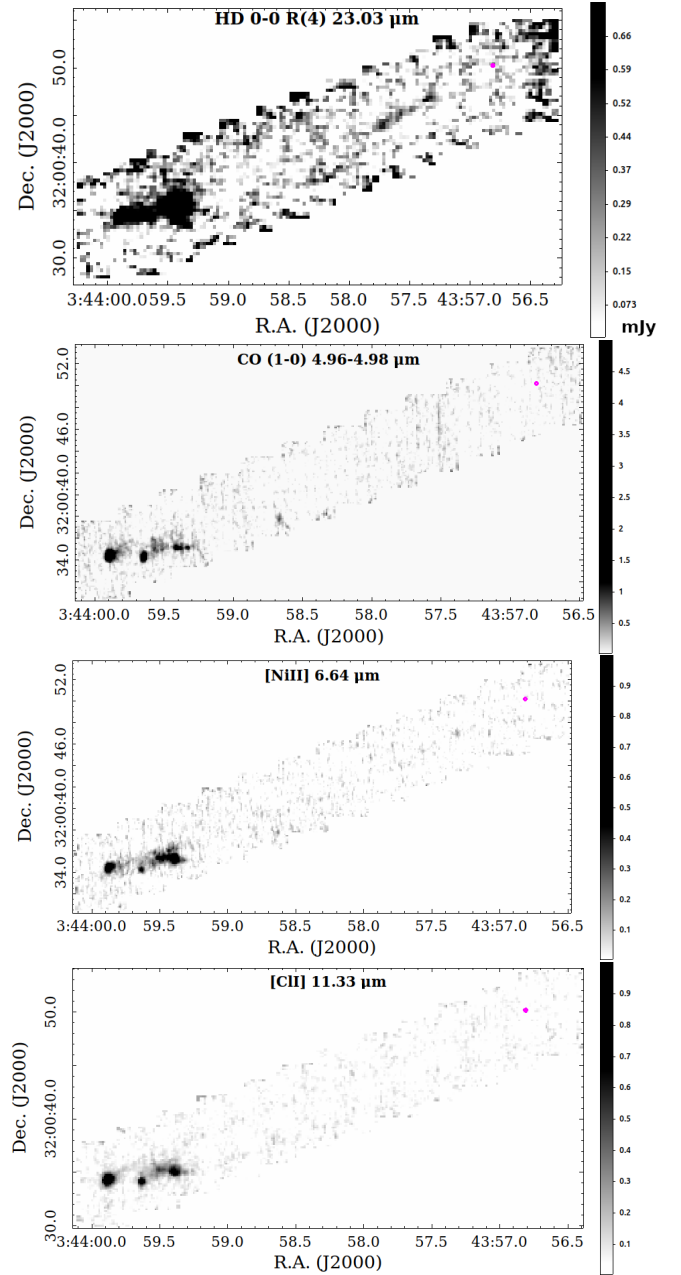 HD 0-0 R(4) 23.03 μm
0.66
0.59
0.52
0.44
0.37
0.29
0.22
0.15
0.073
mJy
Dec. (J2000)
50.0
32:00:40.0
30.0
3:44:00.0 59.5 59.0 58.5 58.0 57.5 43:57.0 56.5
R.A. (J2000)
CO (1-0) 4.96-4.98 μm
4.5
4
3.5
3
2.5
2
1.5
1
0.5
Dec. (J2000)
52.0
46.0
32:00:40.0
34.0
3:44:00.0 59.5 59.0 58.5 58.0 57.5 43:57.0 56.5
R.A. (J2000)
[NiII] 6.64 μm
0.9
0.8
0.7
0.6
0.5
0.4
0.3
0.2
0.1
Dec. (J2000)
52.0
46.0
32:00:40.0
34.0
3:44:00.0 59.5 59.0 58.5 58.0 57.5 43:57.0 56.5
R.A. (J2000)
[ClI] 11.33 μm
0.9
0.8
0.7
0.6
0.5
0.4
0.3
0.2
0.1
Dec. (J2000)
50.0
32:00:40.0
30.0
3:44:00.0 59.5 59.0 58.5 58.0 57.5 43:57.0 56.5
R.A. (J2000)